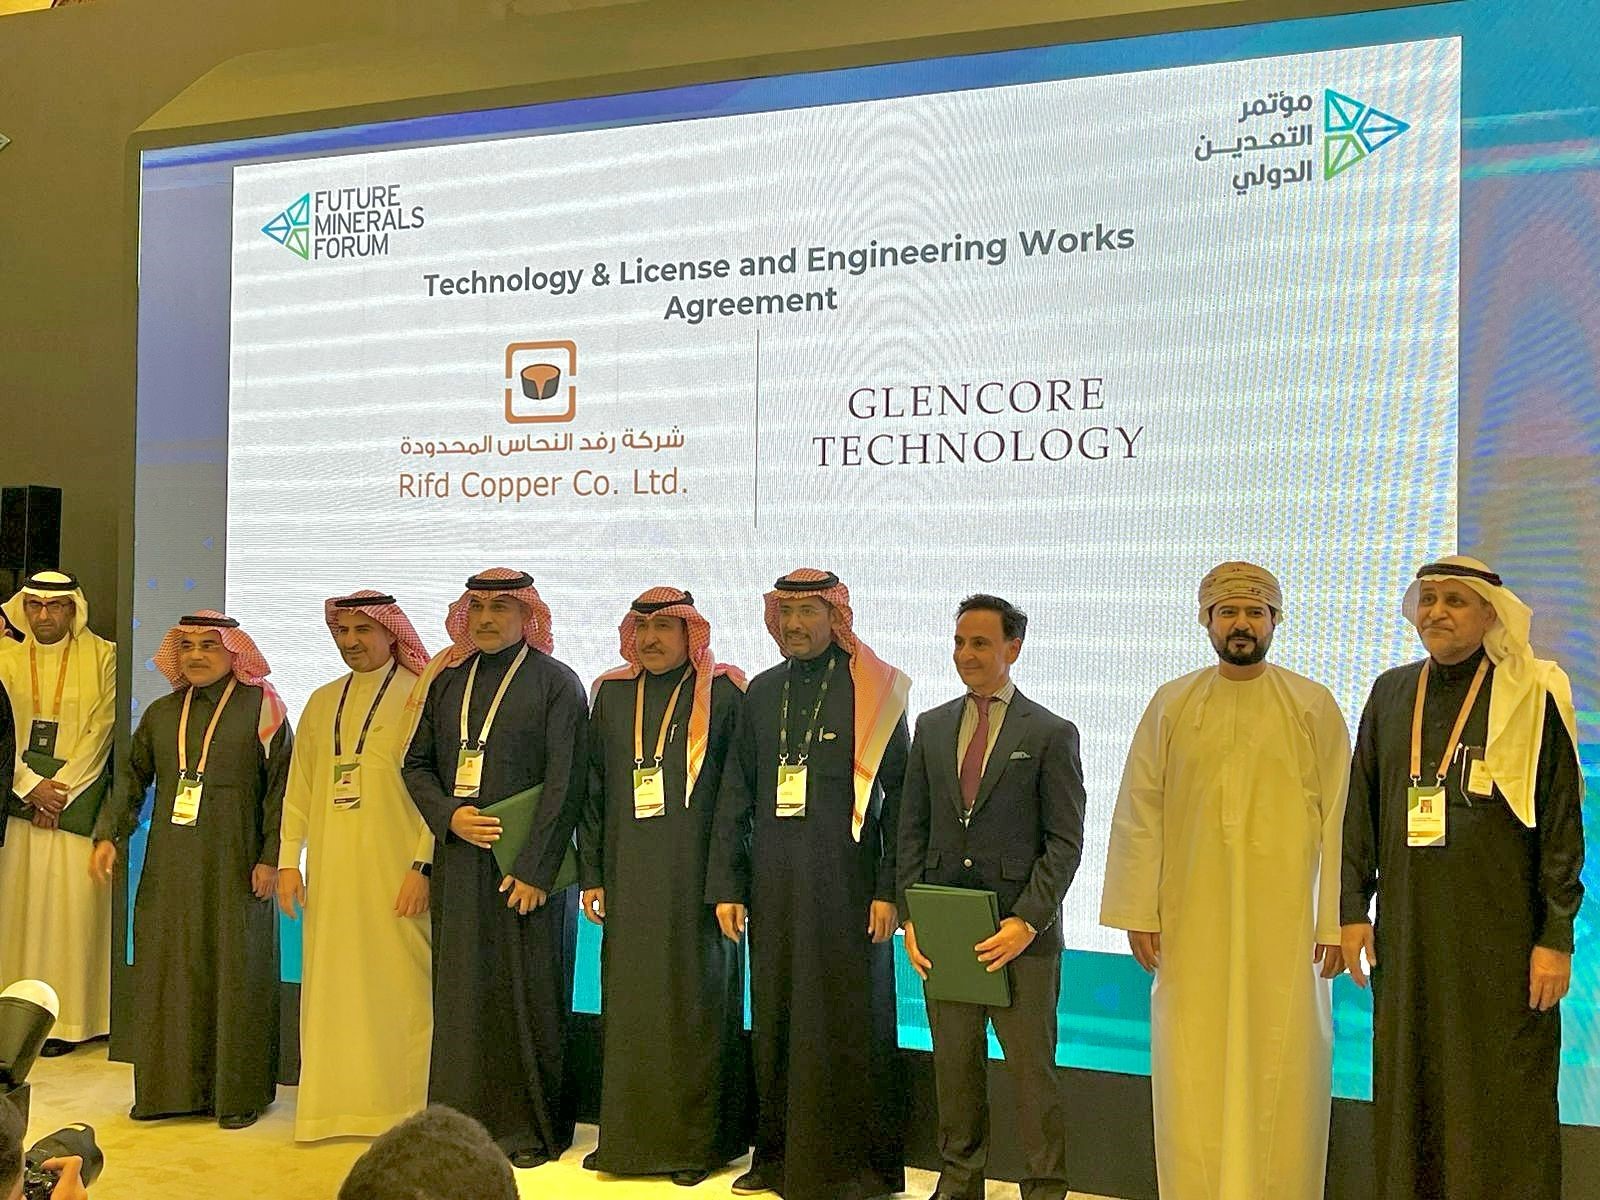 FUTURE
MINERALS
FORUM
مؤتمر
التعدين
الدولي
Technology & License and Engineering Works
Agreement
شركة رفد النحاس المحدودة
Rifd Copper Co. Ltd.
GLENCORE
TECHNOLOGY